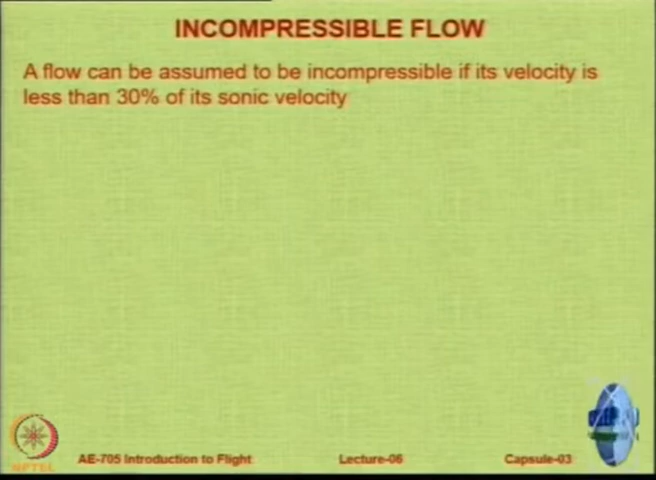 INCOMPRESSIBLE FLOW
A flow can be assumed to be incompressible if its velocity is
less than 30% of its sonic velocity
NPTEL
AE-705 Introduction to Flight
Lecture-06
Capsule-03